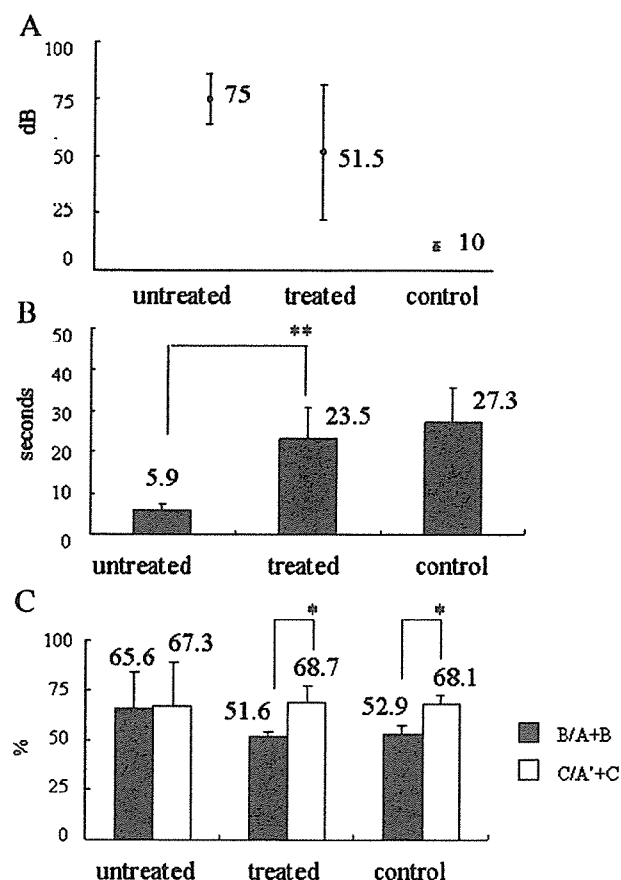 A
100
75
50
25
0
dB
75
51.5
10
untreated treated control
B
50
40
30
20
10
0
seconds
**
5.9
23.5
27.3
untreated treated control
C
100
75
50
25
0
%
* *
65.6 67.3
51.6 68.7
52.9 68.1
B/A+B
C/A'+C
untreated treated control